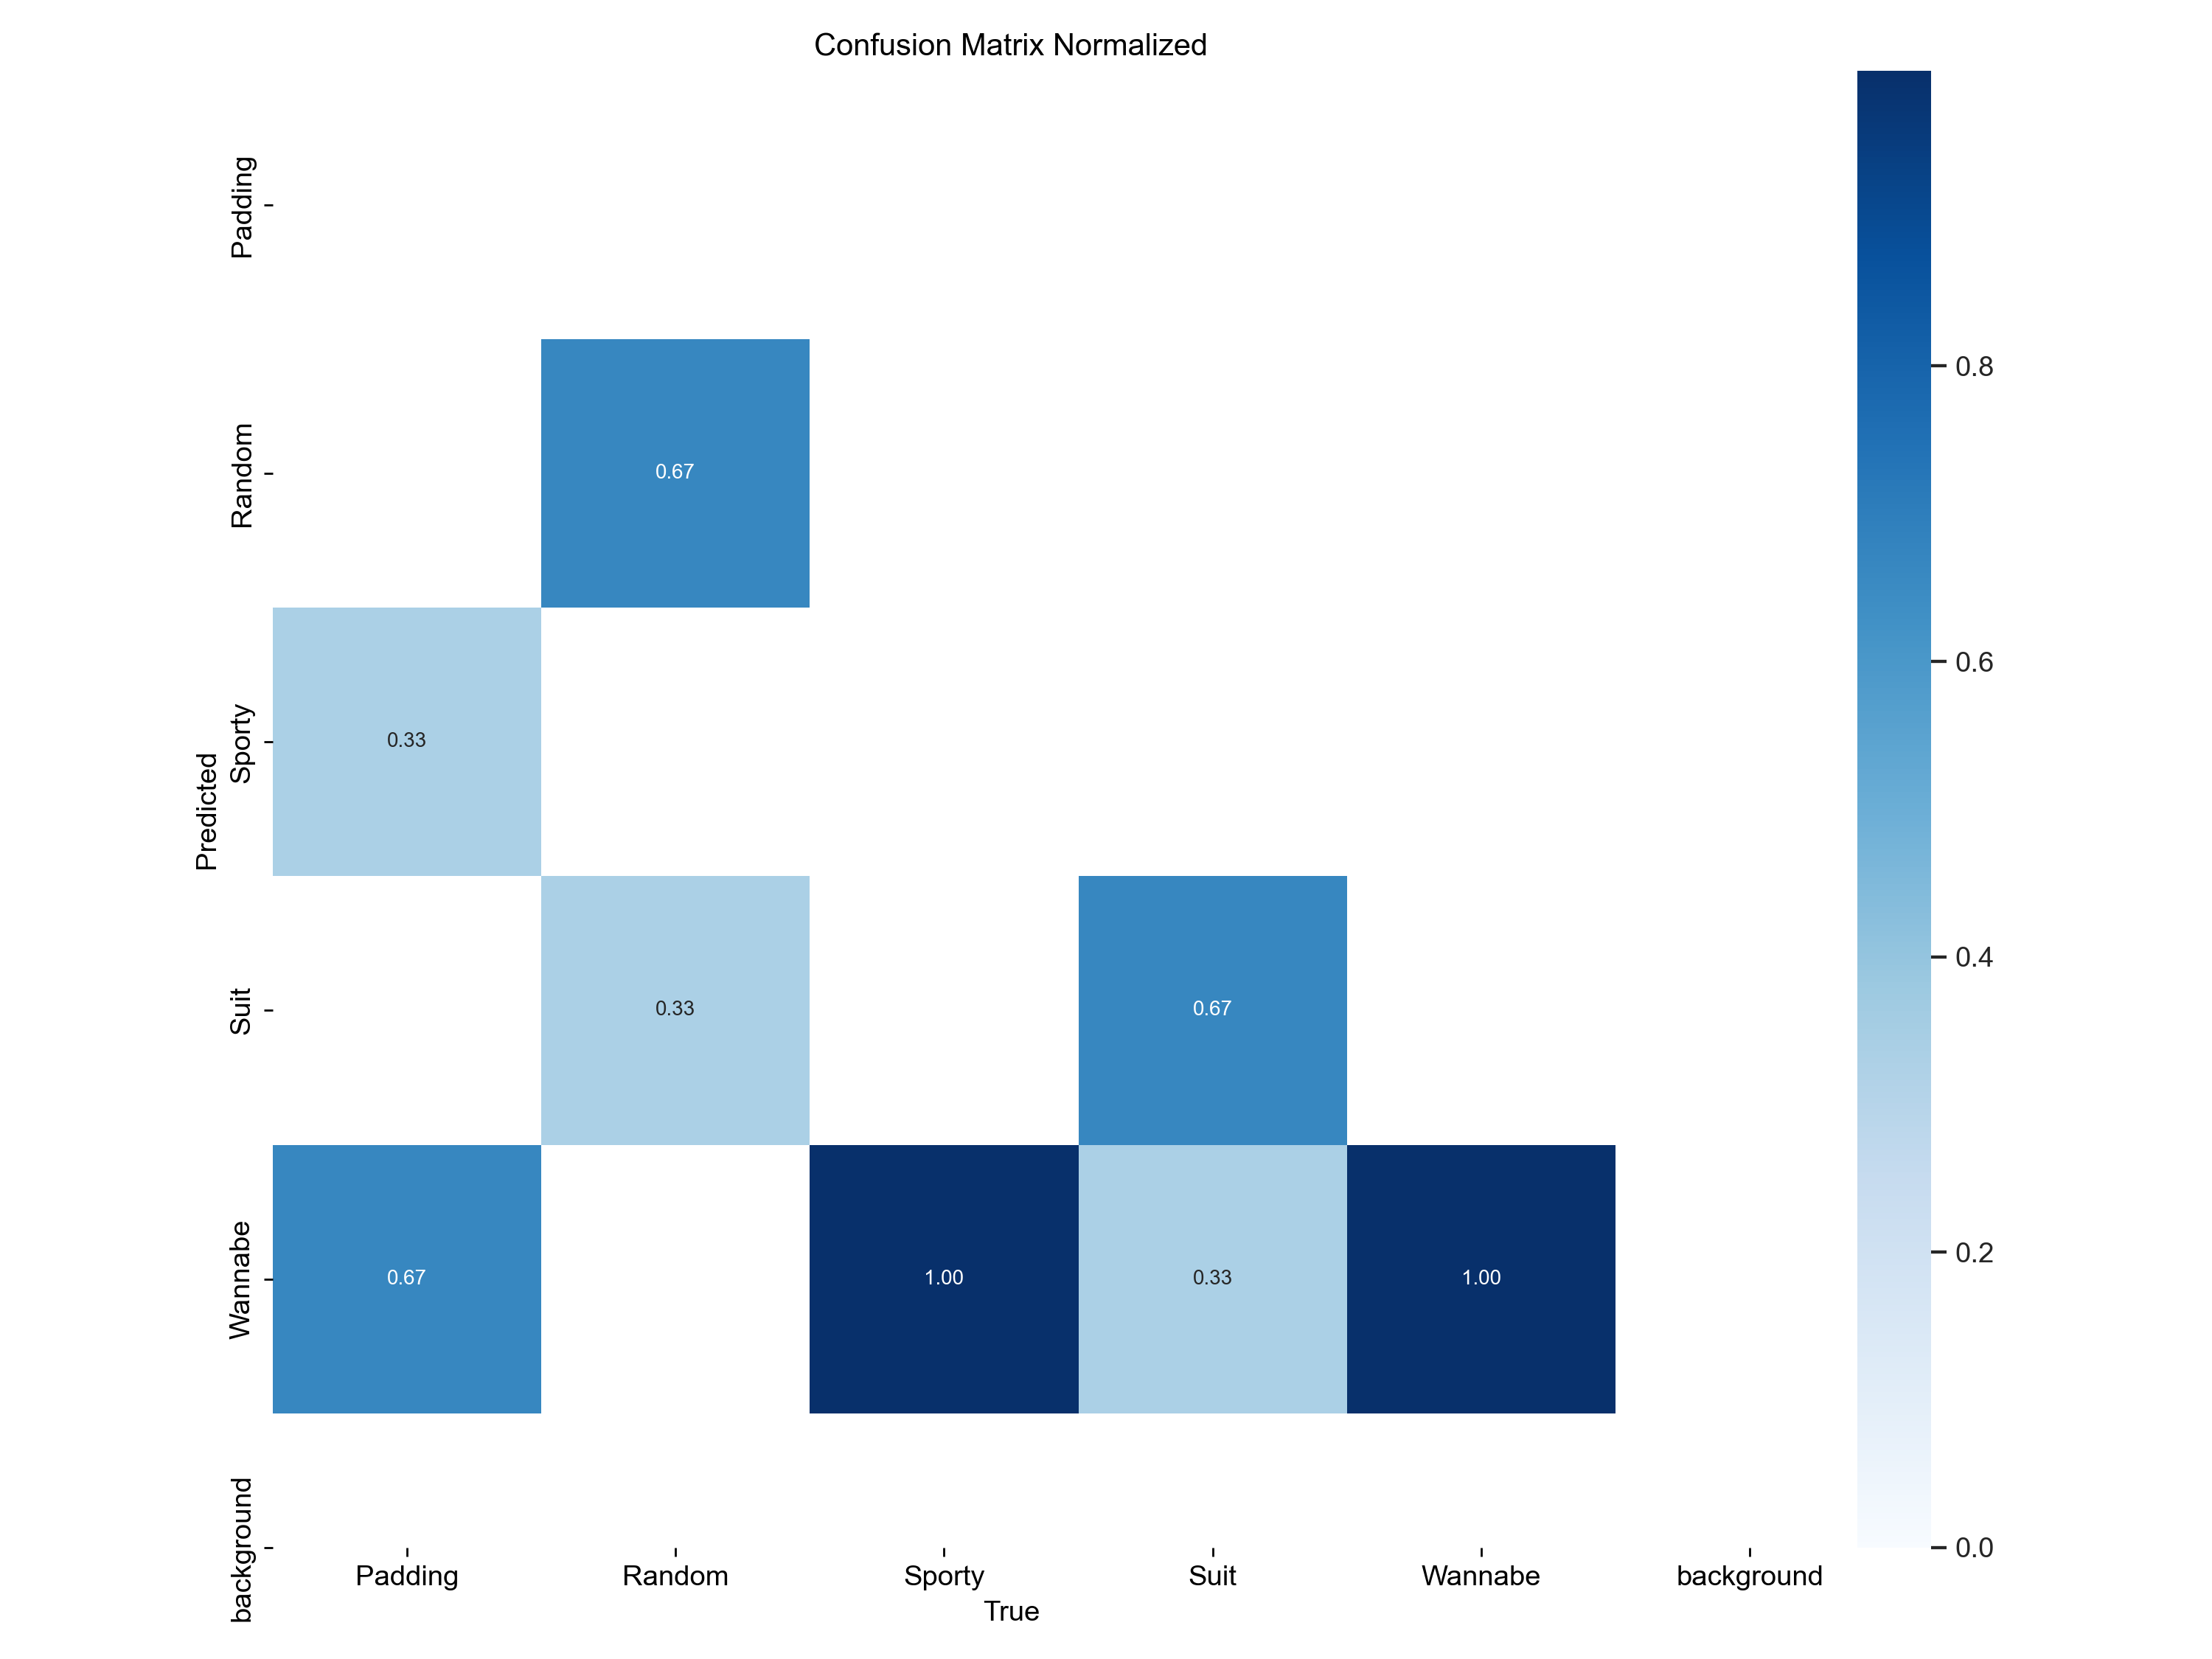 Confusion Matrix Normalized
Predicted
Padding
Random
Sporty
Suit
Wannabe
background
0.67
0.33
0.33
0.67
0.67
1.00
0.33
1.00
Padding
Random
Sporty
Suit
Wannabe
background
True
0.8
0.6
0.4
0.2
0.0